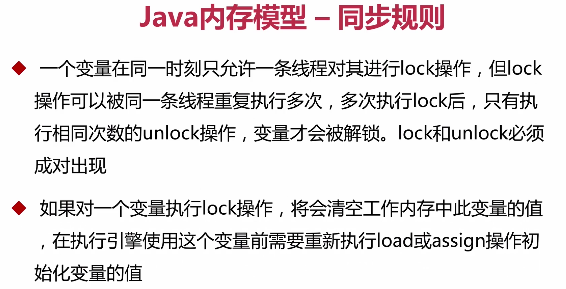 Java内存模型 – 同步规则
一个变量在同一时刻只允许一条线程对其进行lock操作，但lock
操作可以被同一条线程重复执行多次，多次执行lock后，只有执
行相同次数的unlock操作，变量才会被解锁。lock和unlock必须
成对出现
如果对一个变量执行lock操作，将会清空工作内存中此变量的值
，在执行引擎使用这个变量前需要重新执行load或assign操作初
始化变量的值